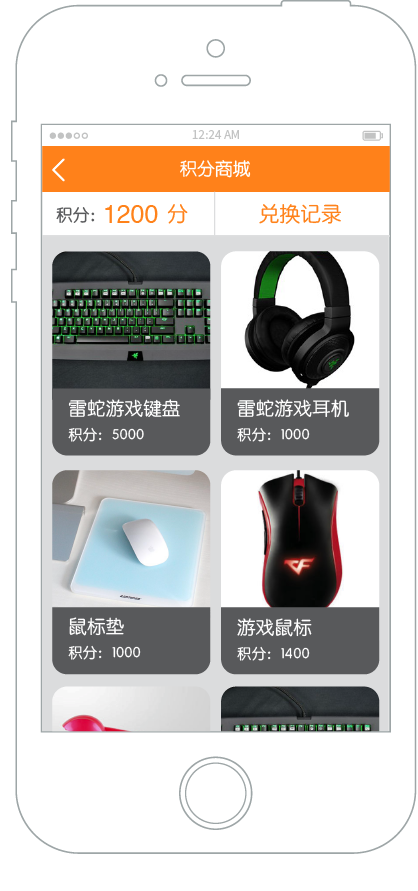 12:24 AM
积分商城
积分: 1200 分
兑换记录
雷蛇游戏键盘
积分: 5000
雷蛇游戏耳机
积分: 1000
鼠标垫
积分: 1000
游戏鼠标
积分: 1400